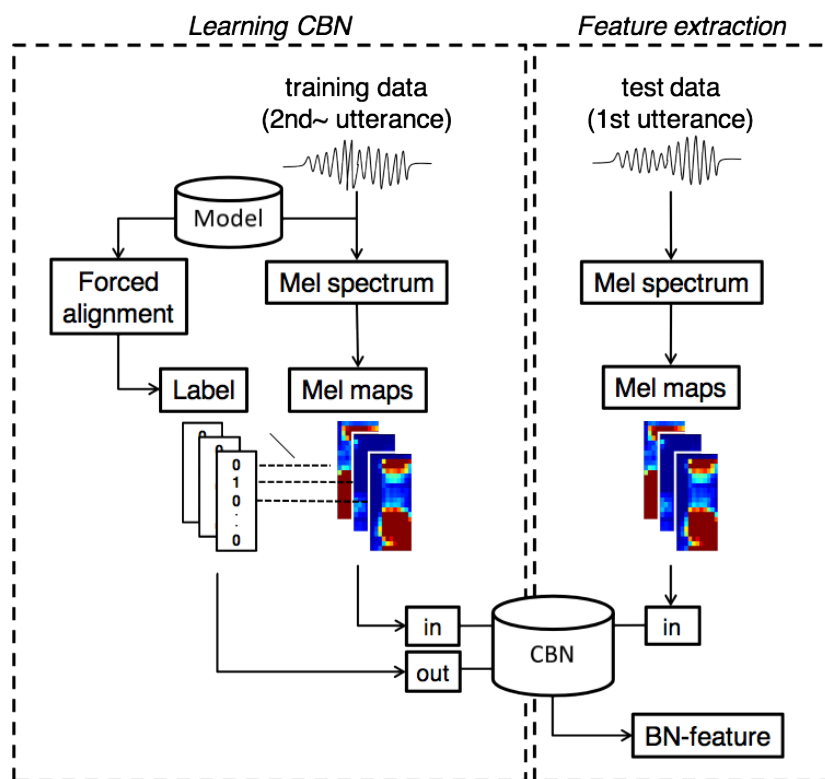 Learning CBN
Feature extraction
training data
(2nd~ utterance)
test data
(1st utterance)
Model
Forced
alignment
Mel spectrum
Mel spectrum
Label
Mel maps
Mel maps
0
1
0
.
.
0
in
in
out
CBN
BN-feature